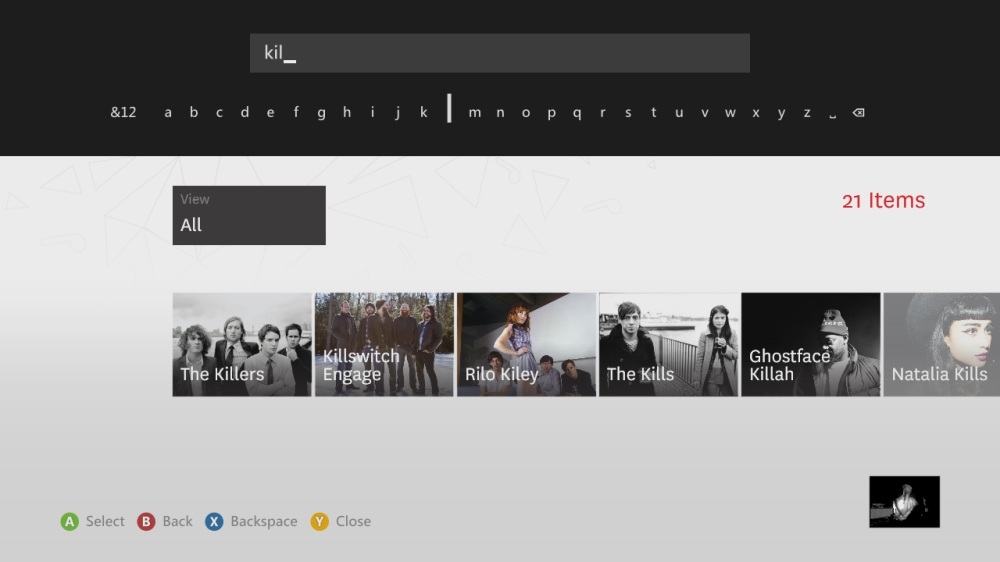 kil_
&12 a b c d e f g h i j k l m n o p q r s t u v w x y z ␣ ⌫
View
All
21 Items
The Killers
Killswitch
Engage
Rilo Kiley
The Kills
Ghostface
Killah
Natalia Kills
A Select B Back X Backspace Y Close